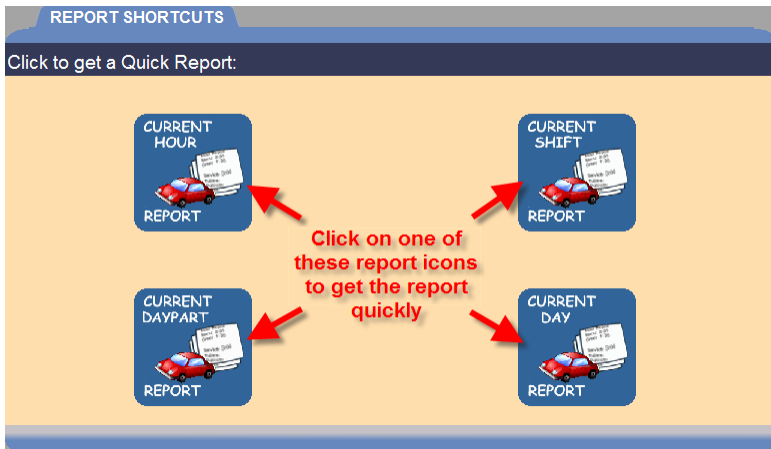 REPORT SHORTCUTS
Click to get a Quick Report:
CURRENT
HOUR
REPORT
CURRENT
SHIFT
REPORT
Click on one of
these report icons
to get the report
quickly
CURRENT
DAYPART
REPORT
CURRENT
DAY
REPORT